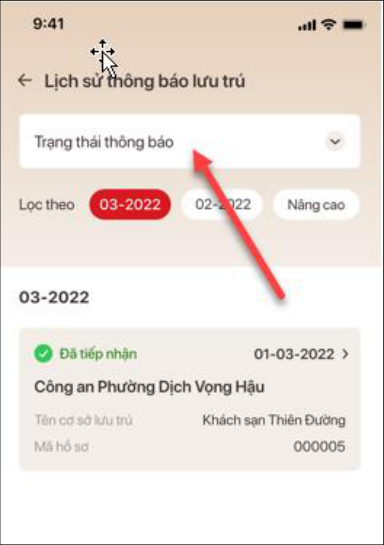 9:41
Lịch sử thông báo lưu trú
Trạng thái thông báo
Lọc theo 03-2022 02-2022 Nâng cao
03-2022
Đã tiếp nhận 01-03-2022
Công an Phường Dịch Vọng Hậu
Tên cơ sở lưu trú Khách sạn Thiên Đường
Mã hồ sơ 000005